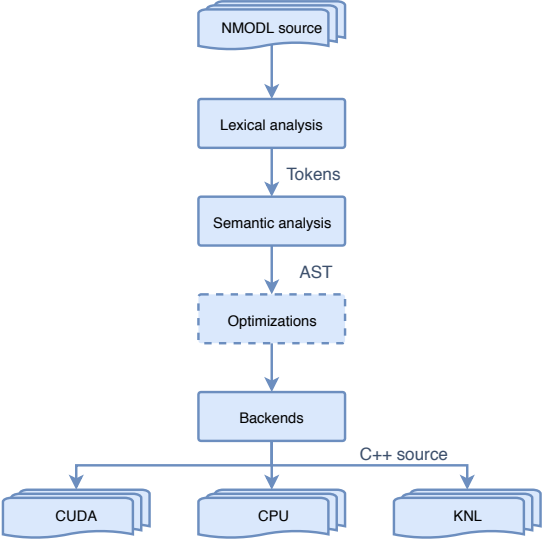 NMODL source
Lexical analysis
Tokens
Semantic analysis
AST
Optimizations
Backends
C++ source
CUDA
CPU
KNL